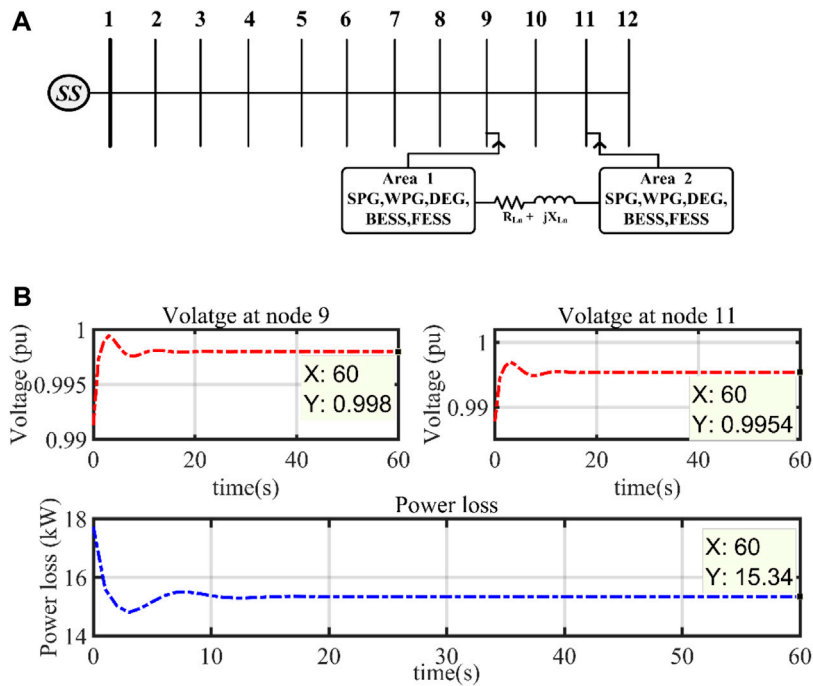 A
1 2 3 4 5 6 7 8 9 10 11 12
SS
Area 1
SPG,WPG,DEG,
BESS,FESS
R_Ln + jX_Ln
Area 2
SPG,WPG,DEG,
BESS,FESS
B
Volatge at node 9
Voltage (pu)
1
0.995
0.99
X: 60
Y: 0.998
0 20 40 60
time(s)
Volatge at node 11
Voltage (pu)
1
0.99
X: 60
Y: 0.9954
0 20 40 60
time(s)
Power loss
Power loss (kW)
18
16
14
X: 60
Y: 15.34
0 10 20 30 40 50 60
time(s)